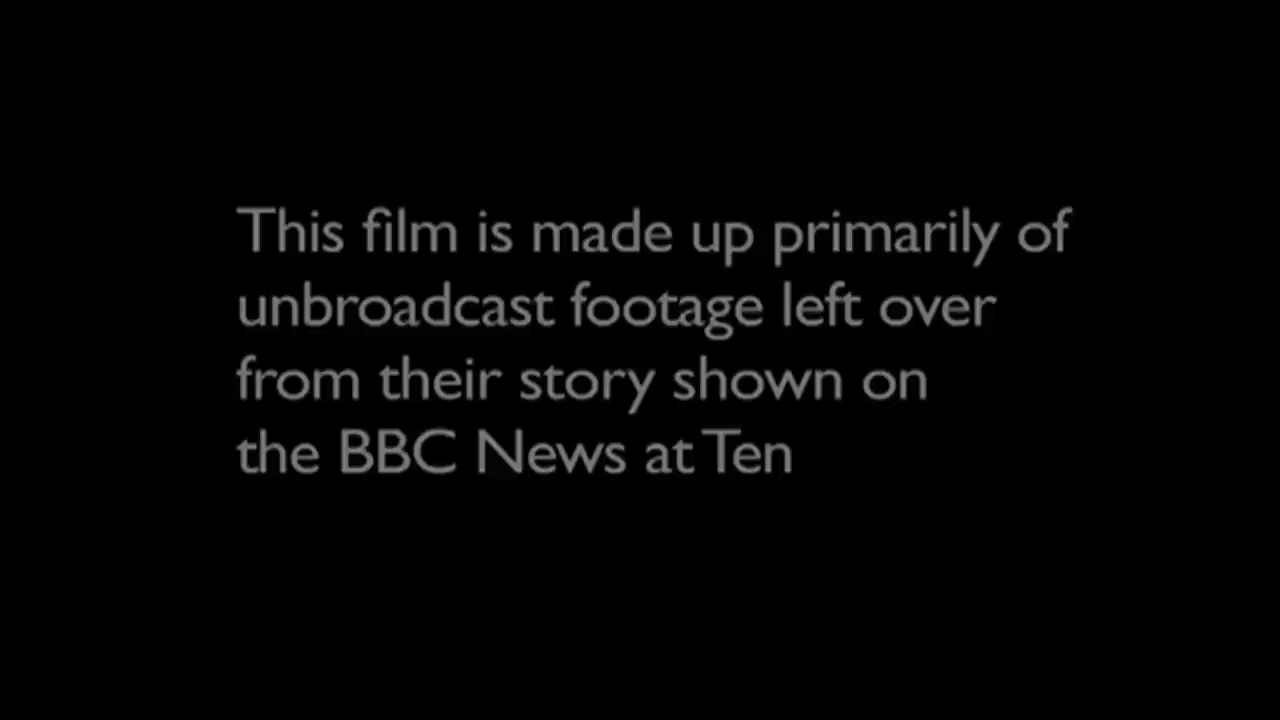 This film is made up primarily of
unbroadcast footage left over
from their story shown on
the BBC News at Ten